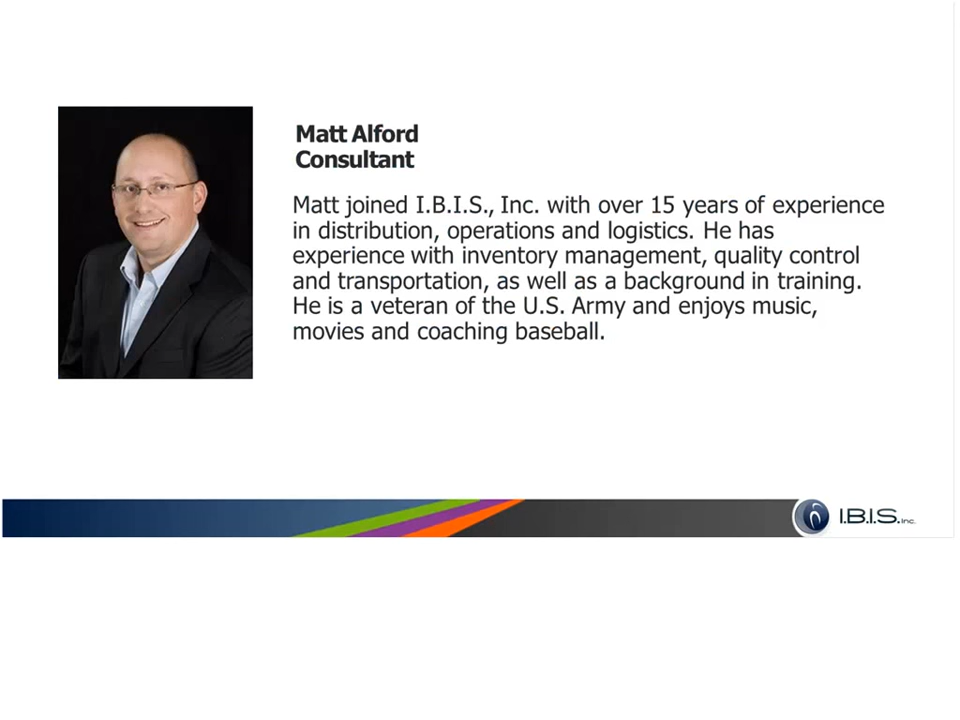 Matt Alford
Consultant
Matt joined I.B.I.S., Inc. with over 15 years of experience
in distribution, operations and logistics. He has
experience with inventory management, quality control
and transportation, as well as a background in training.
He is a veteran of the U.S. Army and enjoys music,
movies and coaching baseball.
I.B.I.S. Inc.